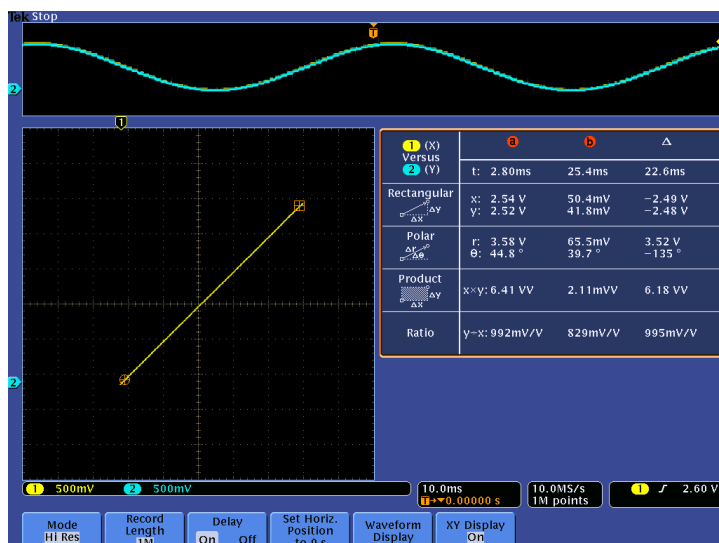 Tek Stop
T
2
1
1 (X)
Versus
2 (Y)
a b Δ
t: 2.80ms 25.4ms 22.6ms
Rectangular
Δy
Δx
x: 2.54 V 50.4mV −2.49 V
y: 2.52 V 41.8mV −2.48 V
Polar
Δr
Δθ
r: 3.58 V 65.5mV 3.52 V
θ: 44.8 ° 39.7 ° −135 °
Product
Δy
Δx
x×y: 6.41 VV 2.11mVV 6.18 VV
Ratio y÷x: 992mV/V 829mV/V 995mV/V
2
1 500mV 2 500mV
10.0ms
T→▼0.00000 s
10.0MS/s
1M points
1 ʃ 2.60 V
Mode
Hi Res
Record
Length
1M
Delay
On Off
Set Horiz.
Position
to 0 s
Waveform
Display
XY Display
On